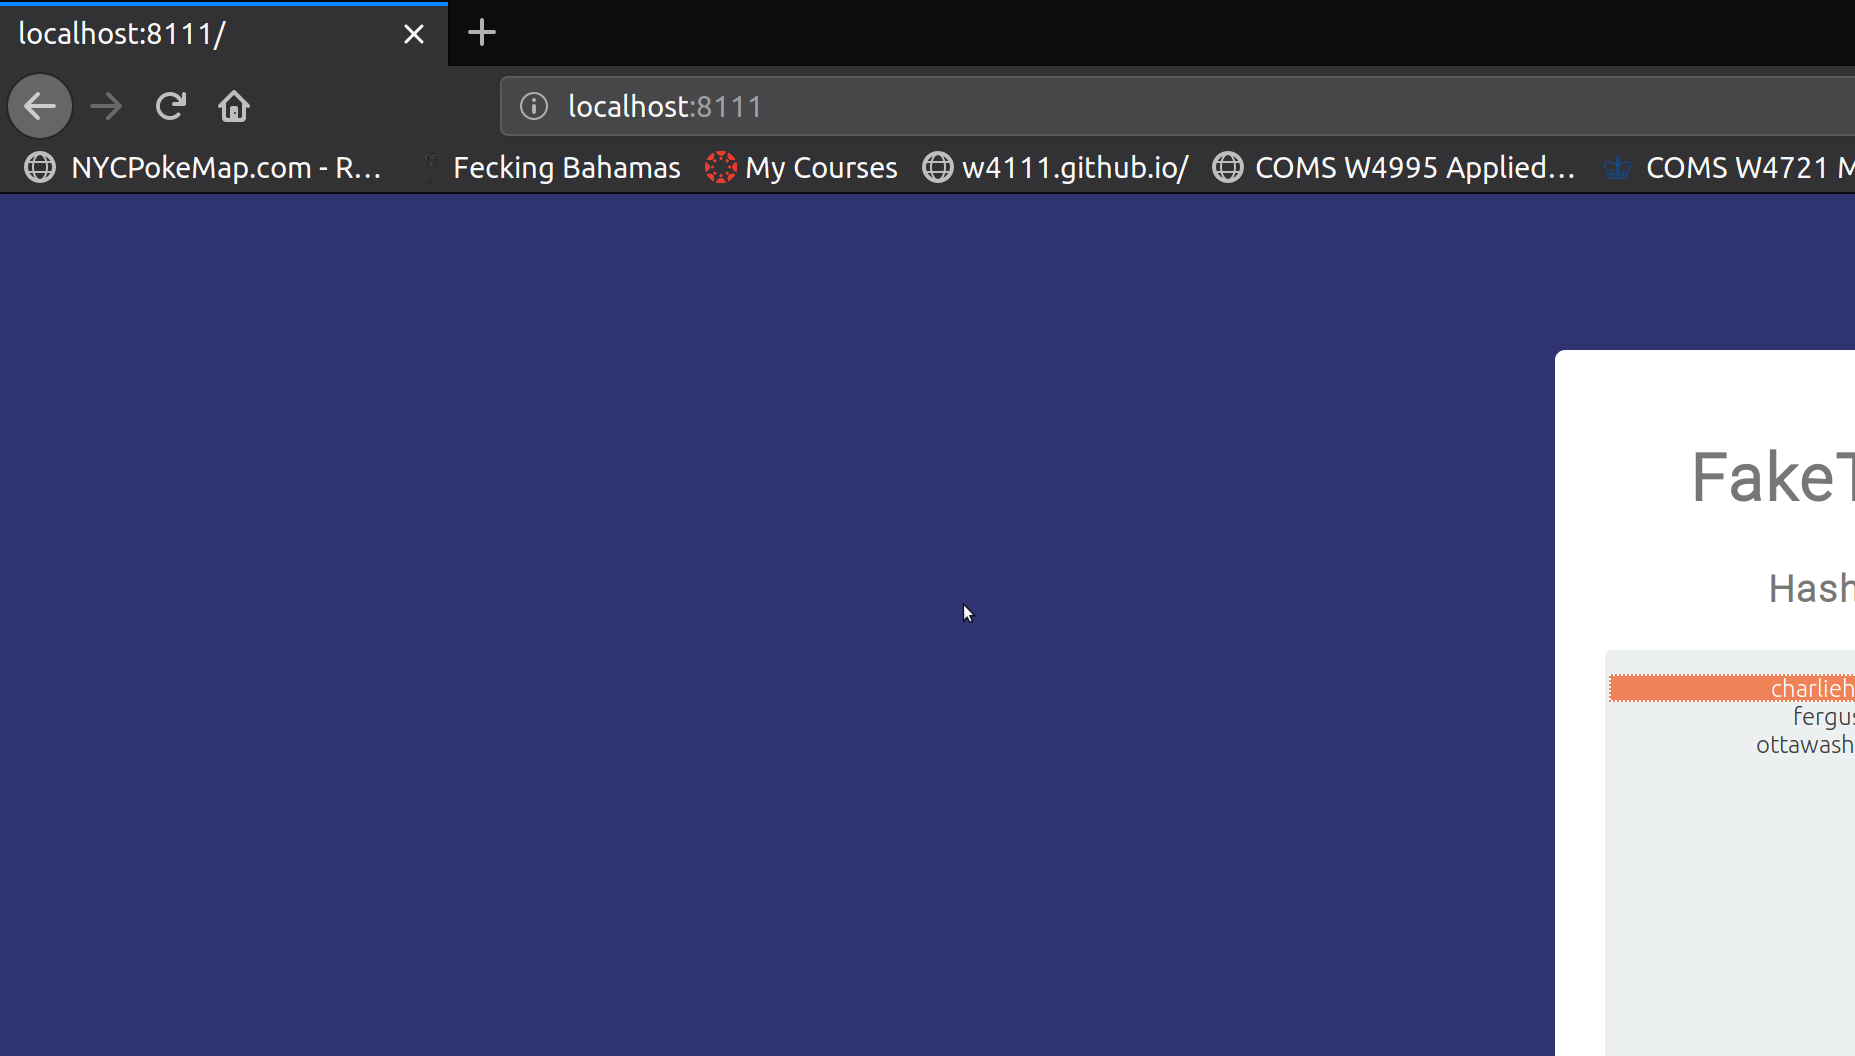 localhost:8111/
localhost:8111
NYCPokeMap.com - R... Fecking Bahamas My Courses w4111.github.io/ COMS W4995 Applied... COMS W4721 M
FakeT
Hash
charlieh
fergus
ottawash